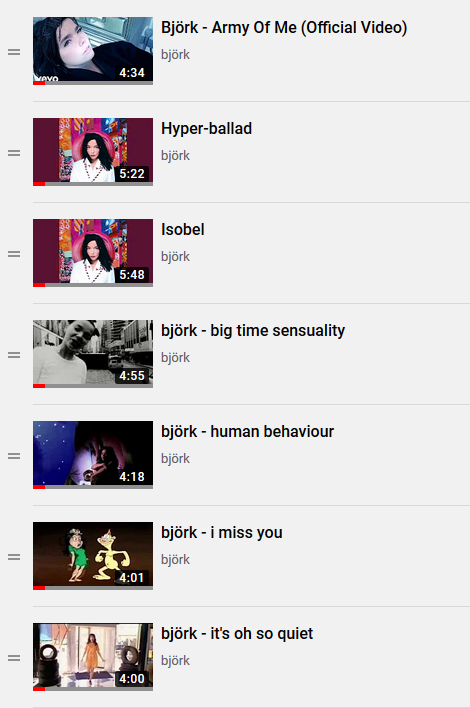 Björk - Army Of Me (Official Video)
björk
vevo
4:34
Hyper-ballad
björk
5:22
Isobel
björk
5:48
björk - big time sensuality
björk
4:55
björk - human behaviour
björk
4:18
björk - i miss you
björk
4:01
björk - it's oh so quiet
björk
4:00